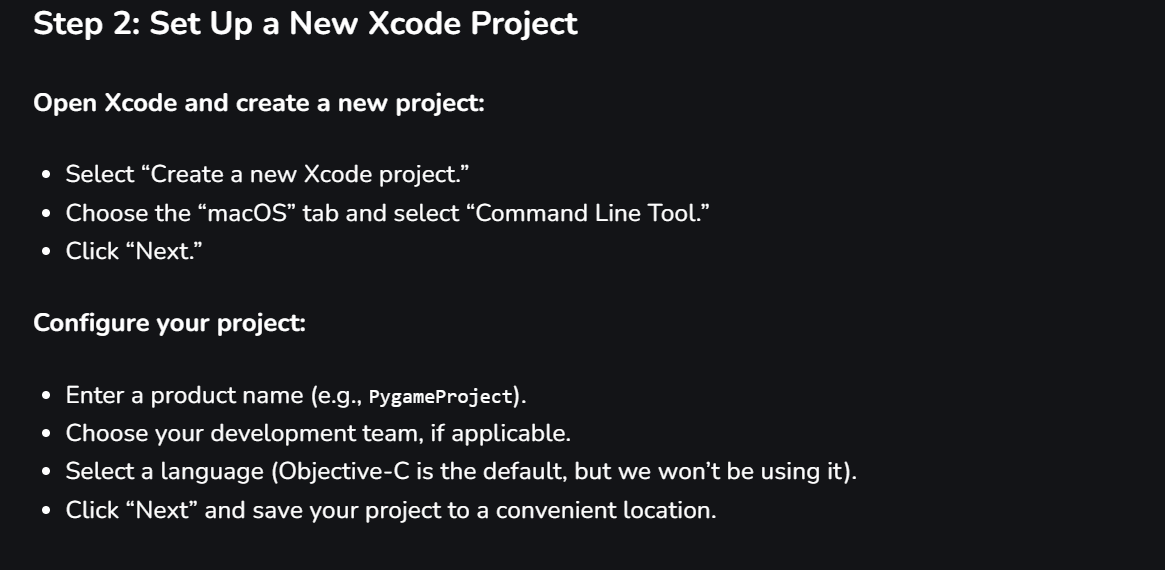 Step 2: Set Up a New Xcode Project
Open Xcode and create a new project:
• Select “Create a new Xcode project.”
• Choose the “macOS” tab and select “Command Line Tool.”
• Click “Next.”
Configure your project:
• Enter a product name (e.g., PygameProject).
• Choose your development team, if applicable.
• Select a language (Objective-C is the default, but we won’t be using it).
• Click “Next” and save your project to a convenient location.